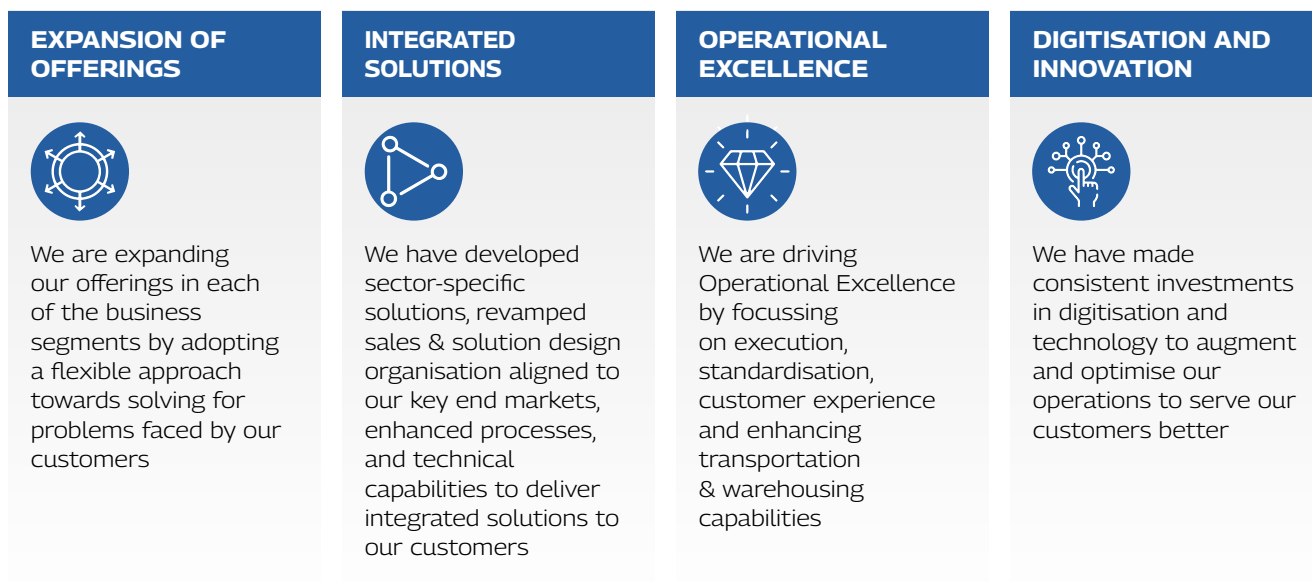 EXPANSION OF
OFFERINGS
We are expanding
our offerings in each
of the business
segments by adopting
a flexible approach
towards solving for
problems faced by our
customers
INTEGRATED
SOLUTIONS
We have developed
sector-specific
solutions, revamped
sales & solution design
organisation aligned to
our key end markets,
enhanced processes,
and technical
capabilities to deliver
integrated solutions to
our customers
OPERATIONAL
EXCELLENCE
We are driving
Operational Excellence
by focussing
on execution,
standardisation,
customer experience
and enhancing
transportation
& warehousing
capabilities
DIGITISATION AND
INNOVATION
We have made
consistent investments
in digitisation and
technology to augment
and optimise our
operations to serve our
customers better